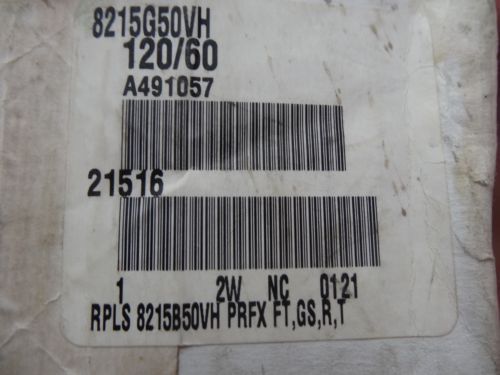 8215G50VH
120/60
A491057
21516
1 2W NC 0121
RPLS 8215B50VH PRFX FT,GS,R,T